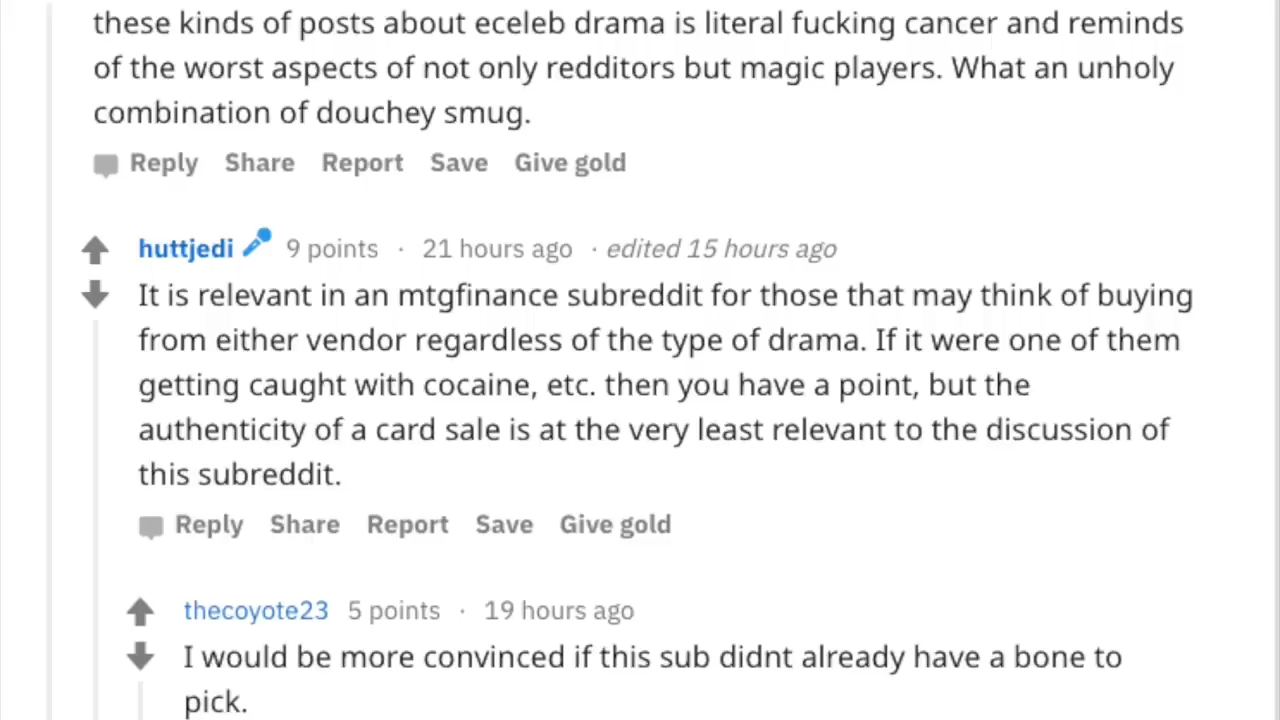 these kinds of posts about eceleb drama is literal fucking cancer and reminds
of the worst aspects of not only redditors but magic players. What an unholy
combination of douchey smug.
Reply Share Report Save Give gold
huttjedi 9 points · 21 hours ago · edited 15 hours ago
It is relevant in an mtgfinance subreddit for those that may think of buying
from either vendor regardless of the type of drama. If it were one of them
getting caught with cocaine, etc. then you have a point, but the
authenticity of a card sale is at the very least relevant to the discussion of
this subreddit.
Reply Share Report Save Give gold
thecoyote23 5 points · 19 hours ago
I would be more convinced if this sub didnt already have a bone to
pick.